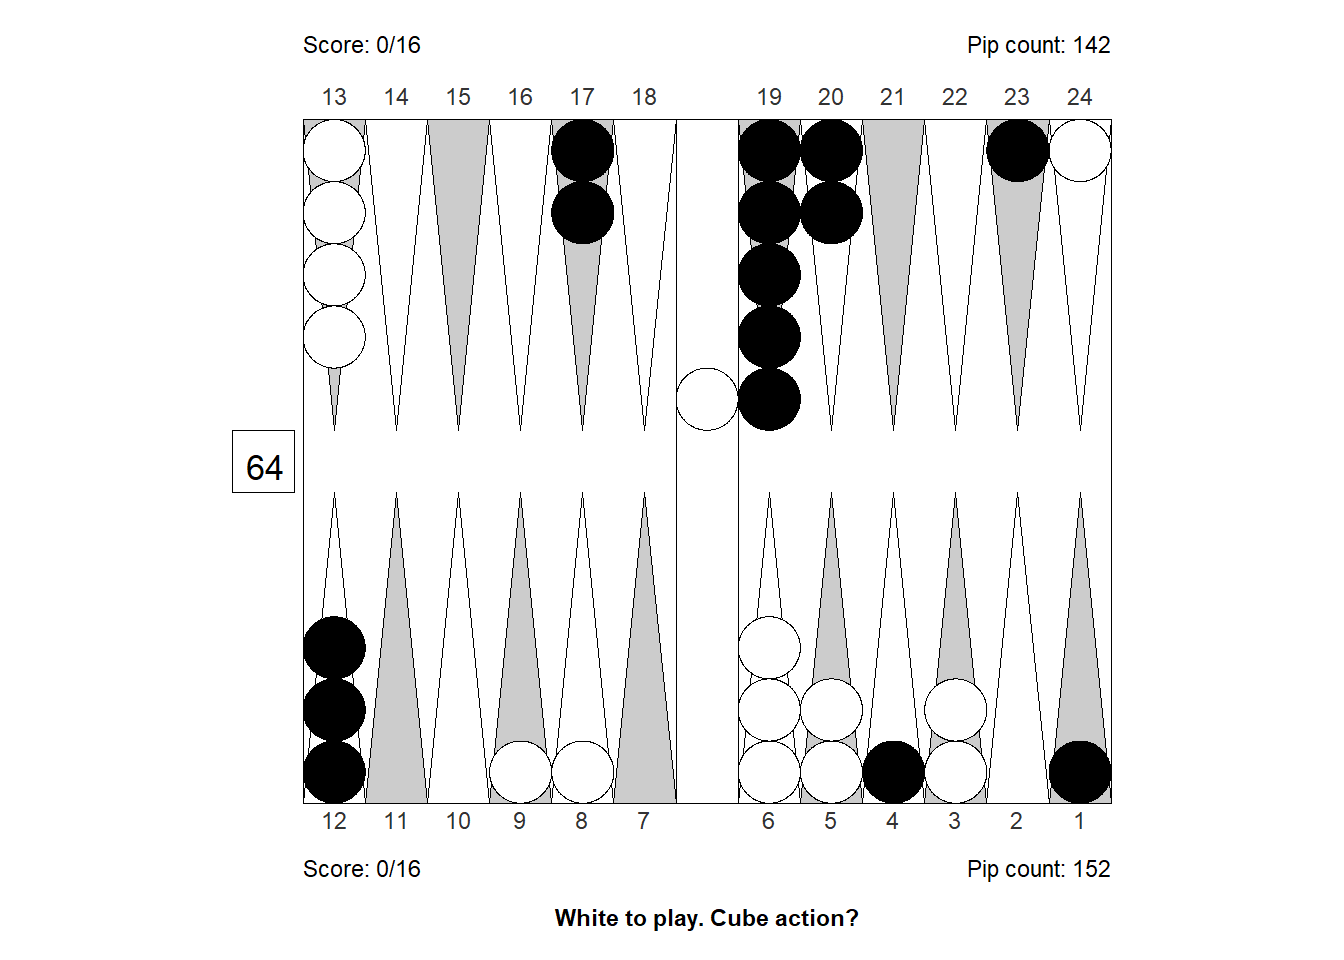 Score: 0/16 Pip count: 142
13 14 15 16 17 18 19 20 21 22 23 24
64
12 11 10 9 8 7 6 5 4 3 2 1
Score: 0/16 Pip count: 152
White to play. Cube action?